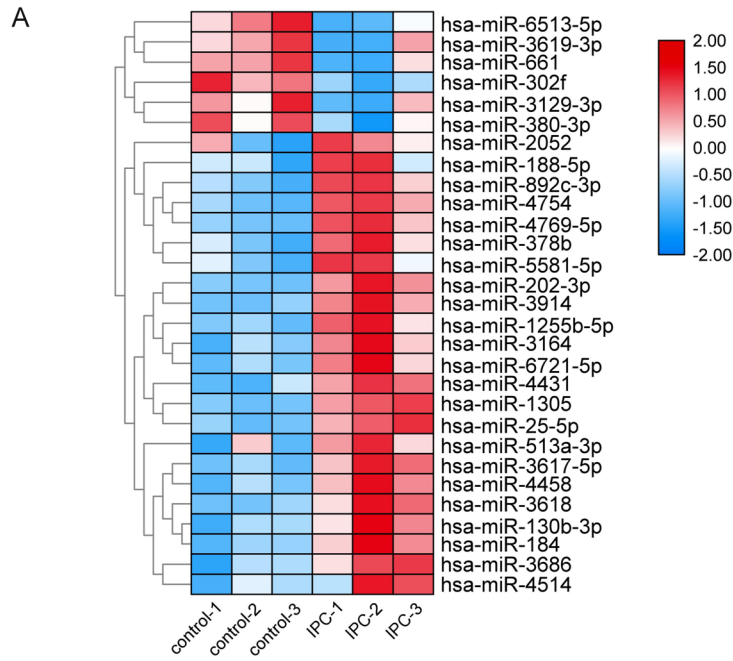 A
hsa-miR-6513-5p
hsa-miR-3619-3p
hsa-miR-661
hsa-miR-302f
hsa-miR-3129-3p
hsa-miR-380-3p
hsa-miR-2052
hsa-miR-188-5p
hsa-miR-892c-3p
hsa-miR-4754
hsa-miR-4769-5p
hsa-miR-378b
hsa-miR-5581-5p
hsa-miR-202-3p
hsa-miR-3914
hsa-miR-1255b-5p
hsa-miR-3164
hsa-miR-6721-5p
hsa-miR-4431
hsa-miR-1305
hsa-miR-25-5p
hsa-miR-513a-3p
hsa-miR-3617-5p
hsa-miR-4458
hsa-miR-3618
hsa-miR-130b-3p
hsa-miR-184
hsa-miR-3686
hsa-miR-4514
2.00
1.50
1.00
0.50
0.00
-0.50
-1.00
-1.50
-2.00
control-1
control-2
control-3
IPC-1
IPC-2
IPC-3